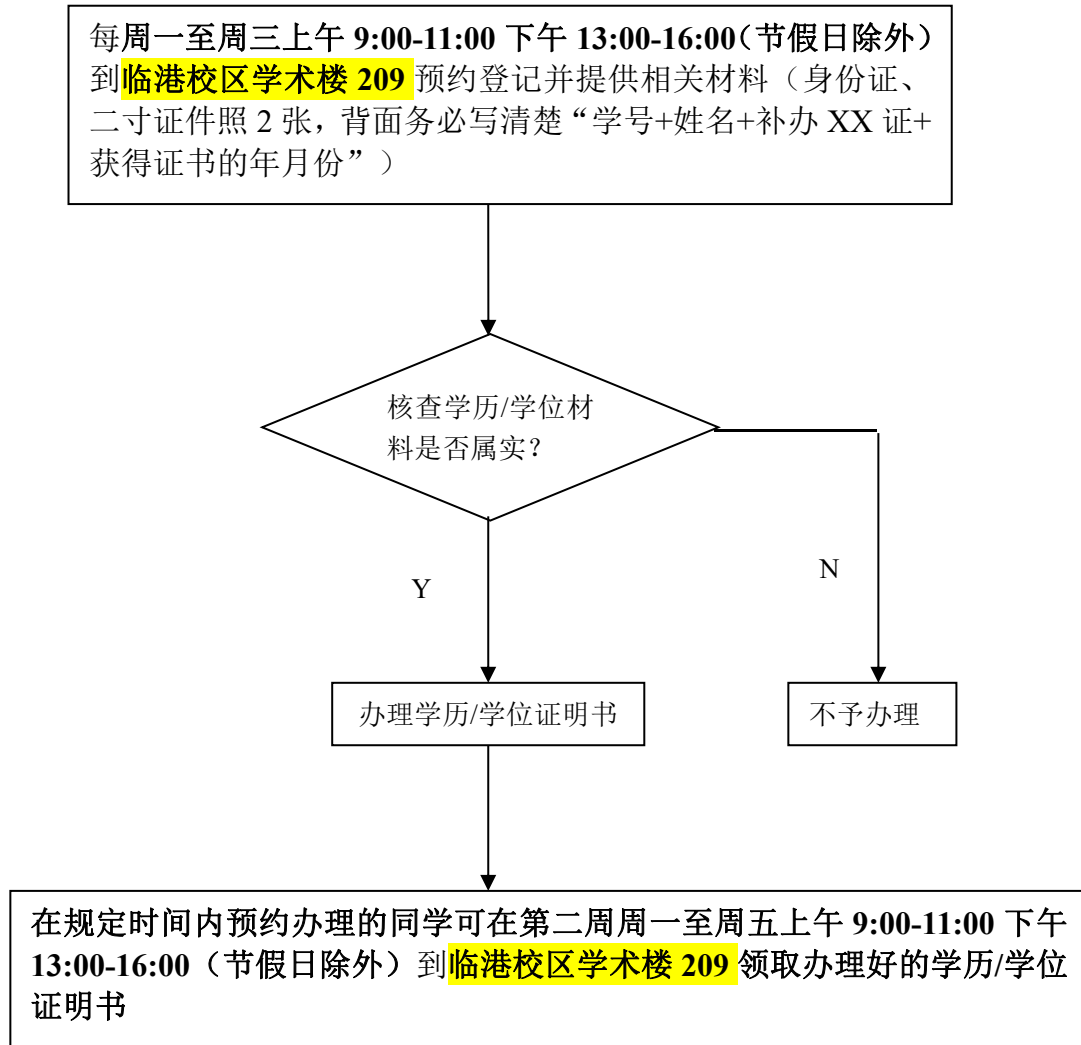 每周一至周三上午 9:00-11:00 下午 13:00-16:00（节假日除外）
到临港校区学术楼 209 预约登记并提供相关材料（身份证、
二寸证件照 2 张，背面务必写清楚“学号+姓名+补办 XX 证+
获得证书的年月份”）
核查学历/学位材
料是否属实？
Y
N
办理学历/学位证明书
不予办理
在规定时间内预约办理的同学可在第二周周一至周五上午 9:00-11:00 下午
13:00-16:00（节假日除外）到临港校区学术楼 209 领取办理好的学历/学位
证明书